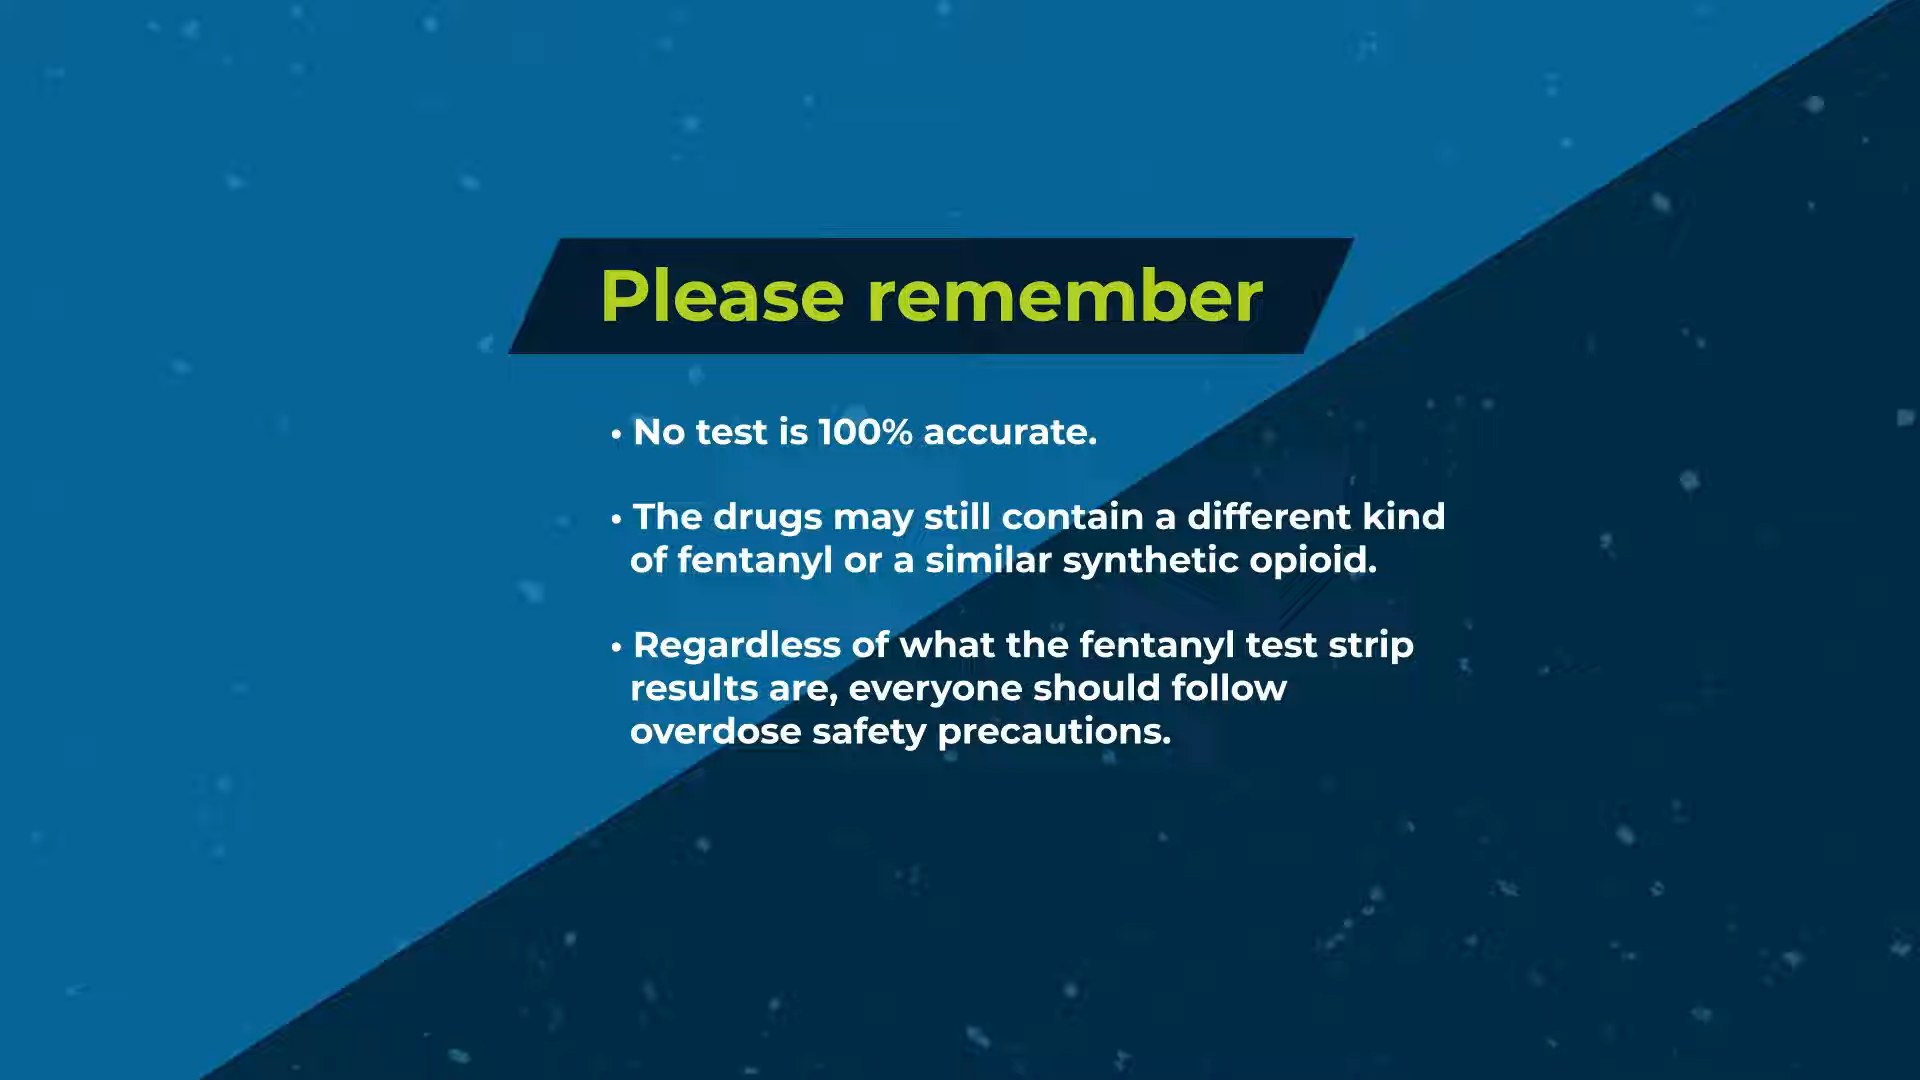 Please remember
• No test is 100% accurate.
• The drugs may still contain a different kind
of fentanyl or a similar synthetic opioid.
• Regardless of what the fentanyl test strip
results are, everyone should follow
overdose safety precautions.